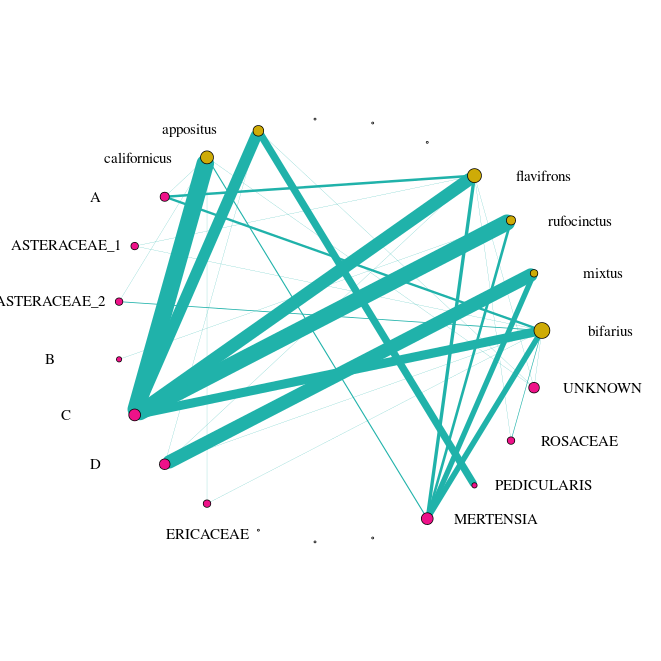 appositus
californicus
A
flavifrons
rufocinctus
ASTERACEAE_1
mixtus
ASTERACEAE_2
bifarius
B
UNKNOWN
C
ROSACEAE
D
PEDICULARIS
MERTENSIA
ERICACEAE